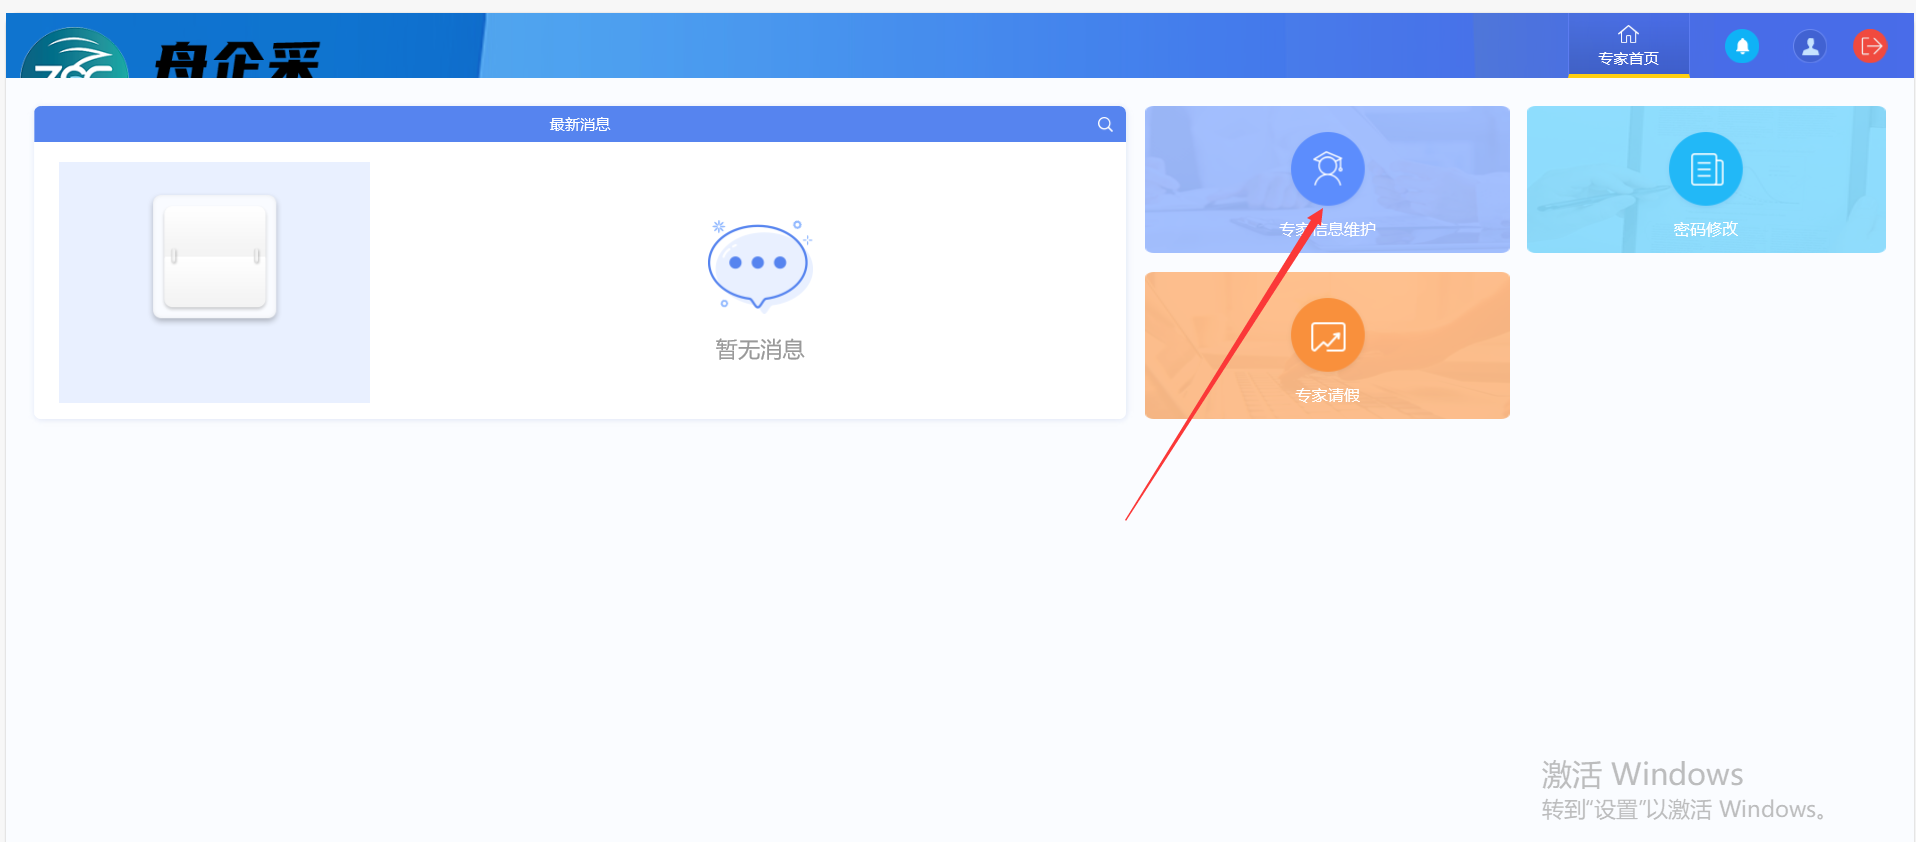 舟企采
专家首页
最新消息
暂无消息
专家信息维护
密码修改
专家请假
激活 Windows
转到“设置”以激活 Windows。